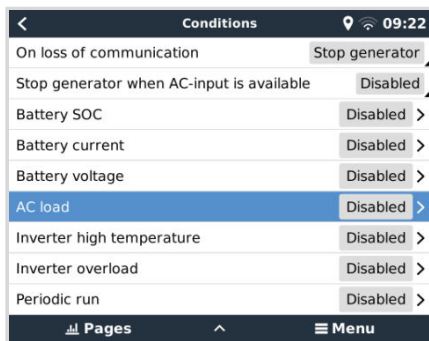 Conditions 09:22
On loss of communication Stop generator
Stop generator when AC-input is available Disabled
Battery SOC Disabled
Battery current Disabled
Battery voltage Disabled
AC load Disabled
Inverter high temperature Disabled
Inverter overload Disabled
Periodic run Disabled
Pages Menu